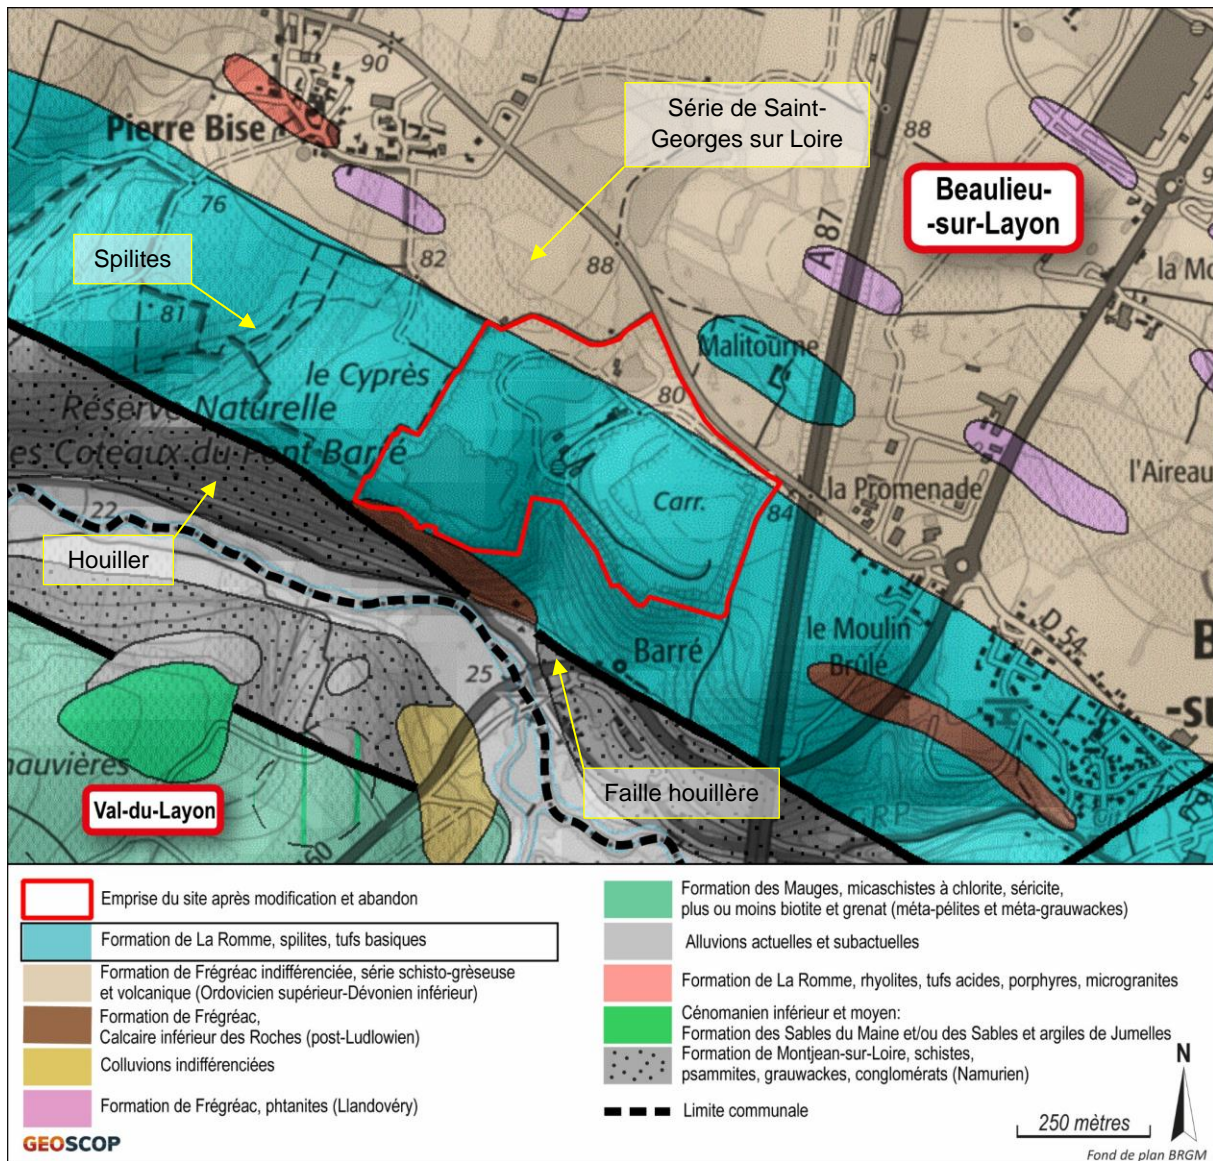 90
Pierre Bise
Série de Saint-
Georges sur Loire
88
Beaulieu-
-sur-Layon
76
82
88
A 87
la Mo
Spilites
81
Malitourne
le Cyprès
80
Réserve Naturelle
es Coteaux du Pont Barré
l'Aireau
la Promenade
Carr.
84
22
Houiller
D 54
le Moulin
Brûlé
Barré
B
-su
25
hauvières
Faille houillère
Val-du-Layon
60
Emprise du site après modification et abandon
Formation de La Romme, spilites, tufs basiques
Formation de Frégréac indifférenciée, série schisto-grèseuse
et volcanique (Ordovicien supérieur-Dévonien inférieur)
Formation de Frégréac,
Calcaire inférieur des Roches (post-Ludlowien)
Colluvions indifférenciées
Formation de Frégréac, phtanites (Llandovéry)
GEOSCOP
Formation des Mauges, micaschistes à chlorite, séricite,
plus ou moins biotite et grenat (méta-pélites et méta-grauwackes)
Alluvions actuelles et subactuelles
Formation de La Romme, rhyolites, tufs acides, porphyres, microgranites
Cénomanien inférieur et moyen:
Formation des Sables du Maine et/ou des Sables et argiles de Jumelles
Formation de Montjean-sur-Loire, schistes,
psammites, grauwackes, conglomérats (Namurien)
Limite communale
N
250 mètres
Fond de plan BRGM